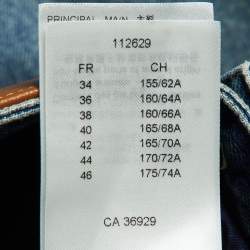 PRINCIPAL MAIN 主料
112629
FR CH
34 155/62A
36 160/64A
38 160/66A
40 165/68A
42 165/70A
44 170/72A
46 175/74A
CA 36929